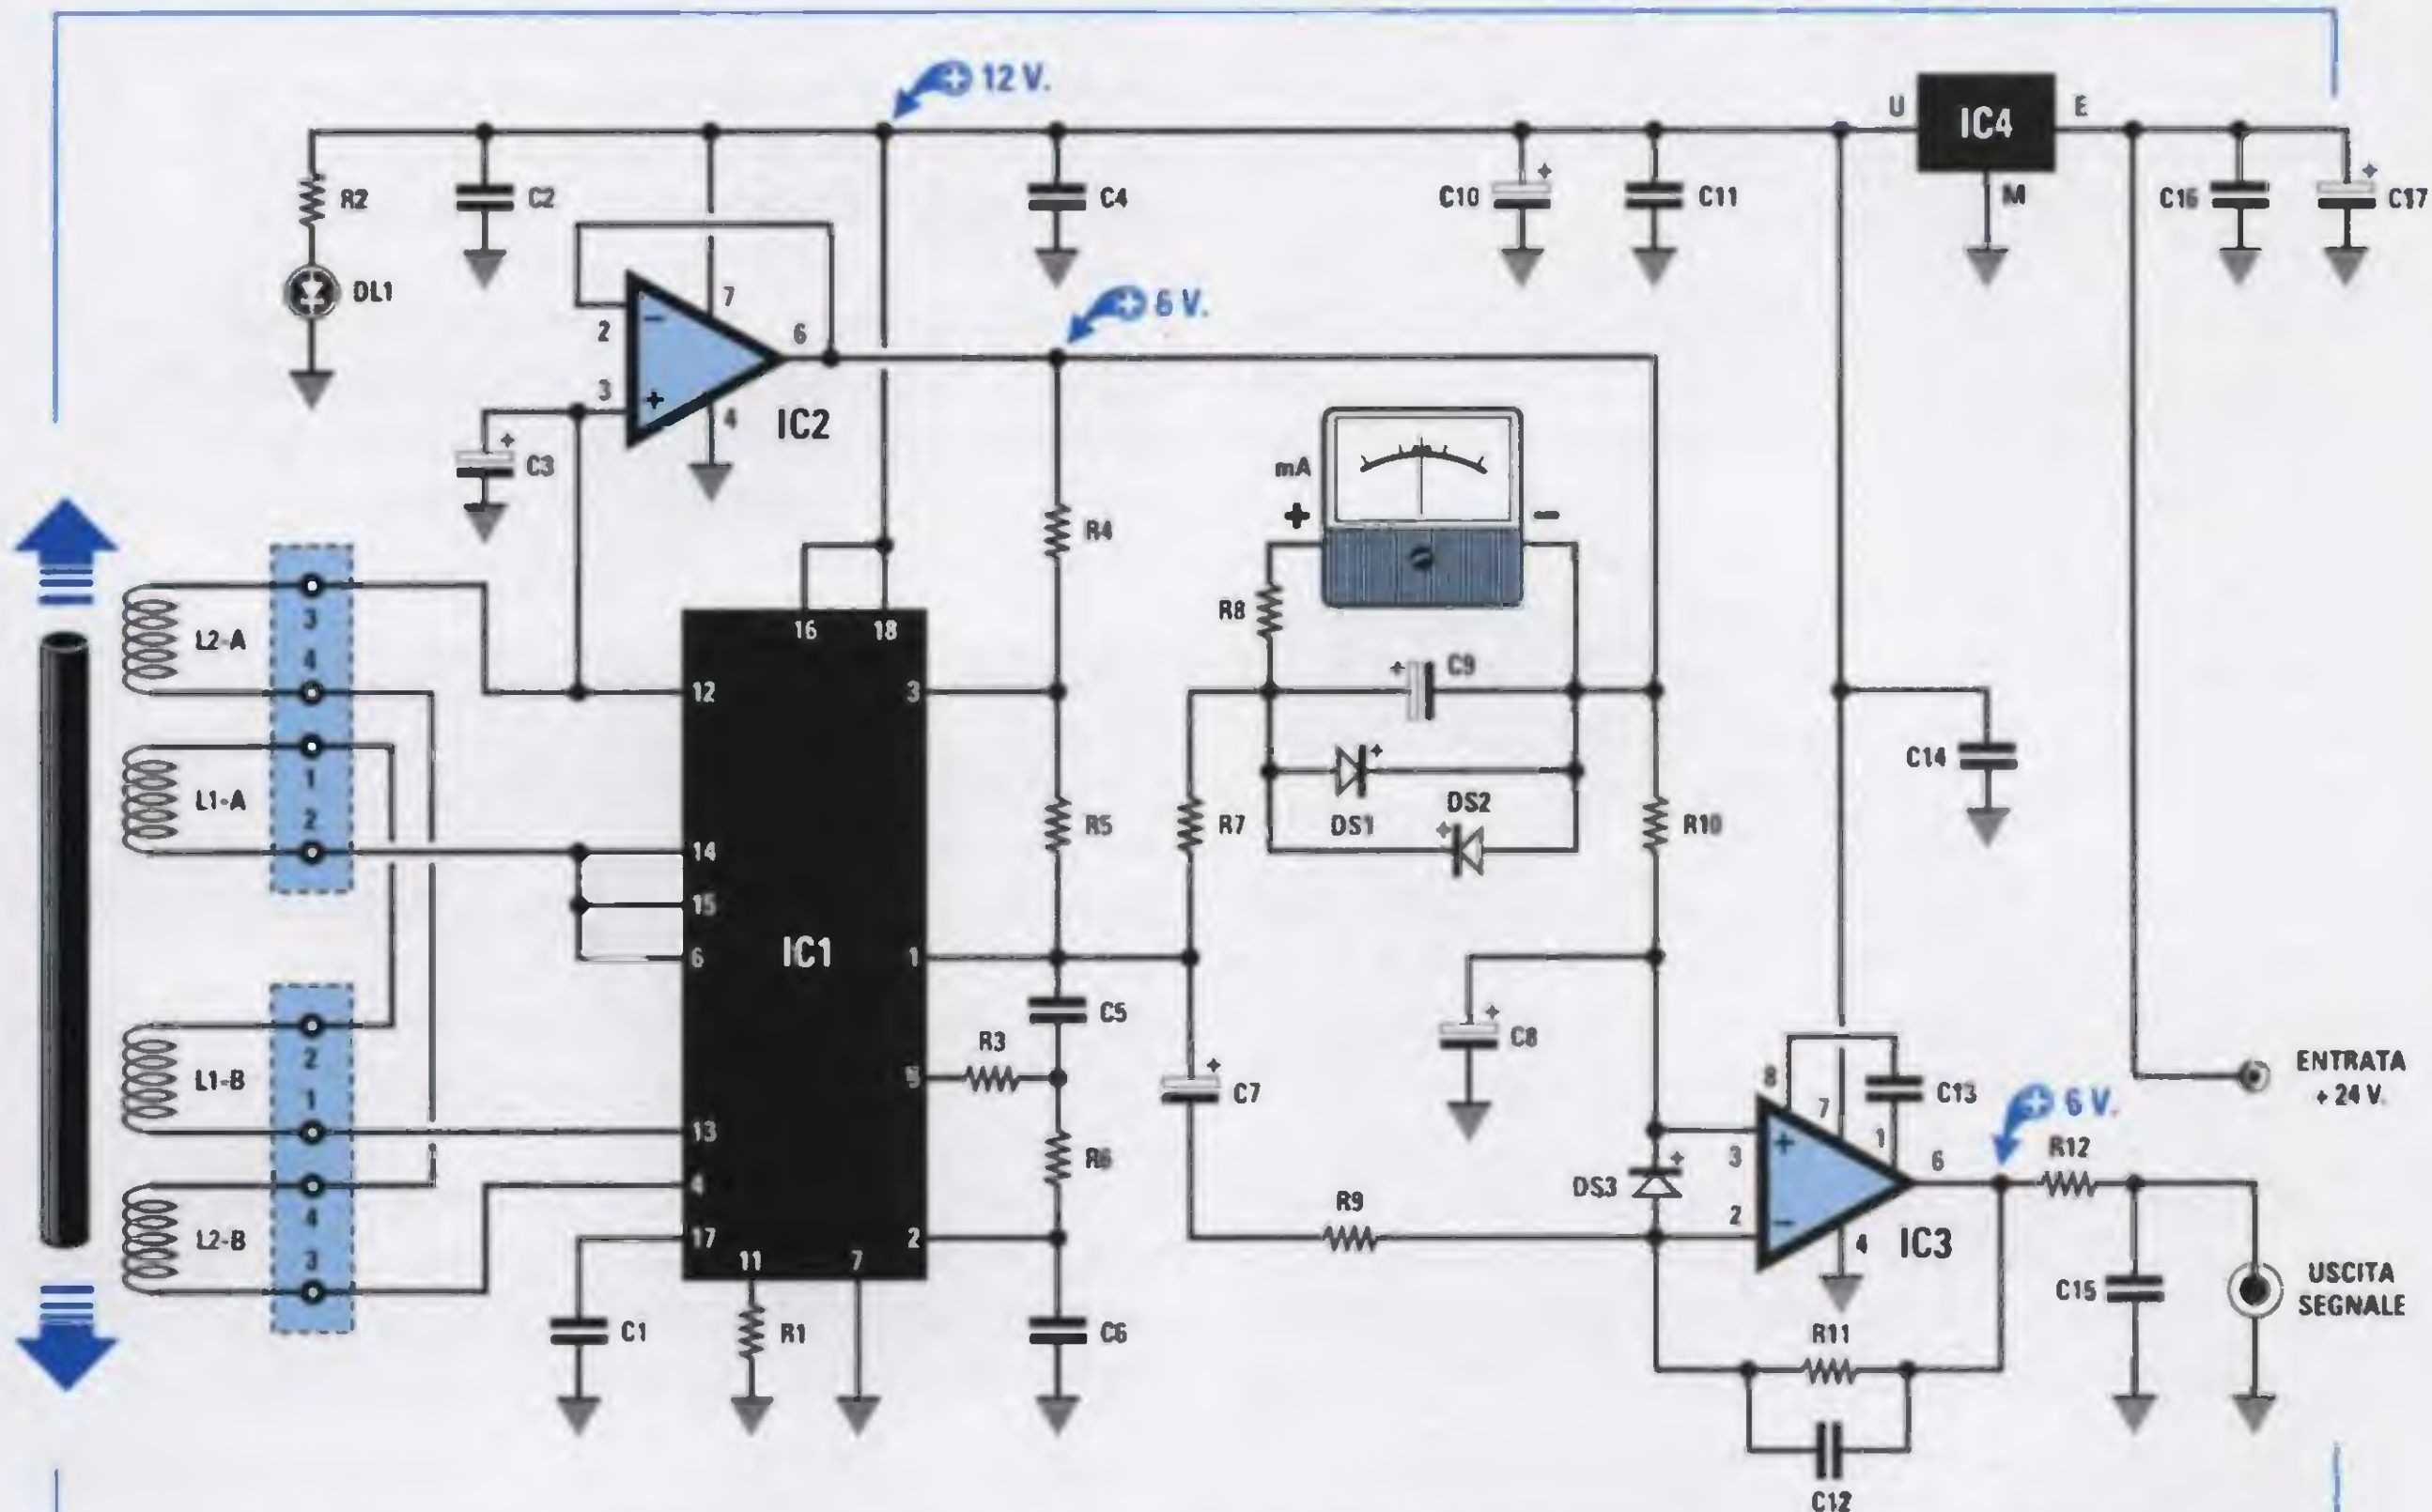 + 12 V.
U
IC4
E
M
R2
C2
C4
C10
+
C11
C16
+
C17
DL1
+ 6 V.
2
−
7
6
3
+
4
IC2
+
C3
mA
+
−
R4
R8
3
L2-A
4
16
18
12
3
+
C9
1
L1-A
2
+
DS2
DS1
+
R5
R7
R10
C14
14
15
6
IC1
1
C5
R3
5
+
C8
2
L1-B
1
13
+
C7
8
7
C13
+ 6 V.
ENTRATA
+ 24 V.
R6
4
4
L2-B
3
17
2
11
7
R9
DS3
+
3
+
2
−
1
6
4
IC3
R12
C15
USCITA
SEGNALE
C1
R1
C6
R11
C12